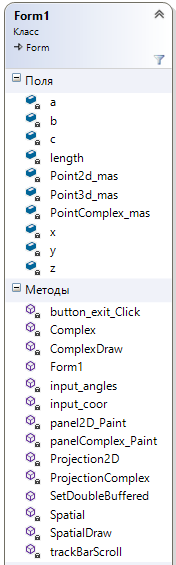 Form1
Класс
Form
Поля
a
b
c
length
Point2d_mas
Point3d_mas
PointComplex_mas
x
y
z
Методы
button_exit_Click
Complex
ComplexDraw
Form1
input_angles
input_coor
panel2D_Paint
panelComplex_Paint
Projection2D
ProjectionComplex
SetDoubleBuffered
Spatial
SpatialDraw
trackBarScroll